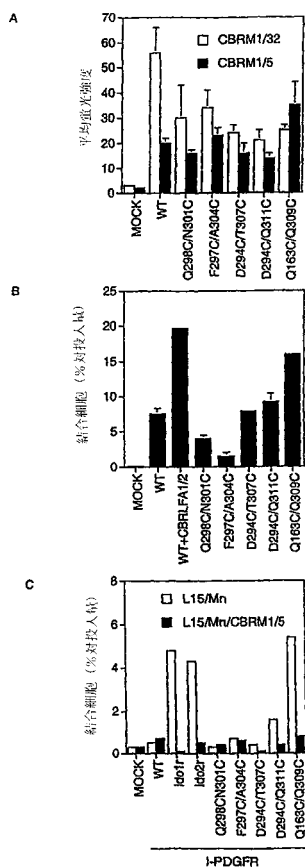 A
CBRM1/32
CBRM1/5
平均蛍光強度
70
60
50
40
30
20
10
0
MOCK
WT
Q298C/N301C
F297C/A304C
D294C/T307C
D294C/Q311C
Q163C/Q309C
B
結合細胞 (%対投入量)
25
20
15
10
5
0
MOCK
WT
WT+CBRLFA1/2
Q298C/N301C
F297C/A304C
D294C/T307C
D294C/Q311C
Q163C/Q309C
C
L15/Mn
L15/Mn/CBRM1/5
結合細胞 (%対投入量)
8
6
4
2
0
MOCK
WT
Ido1r
Ido2r
Q298CN301C
F297C/A304C
D294C/T307C
D294C/Q311C
Q163C/Q309C
-PDGFR